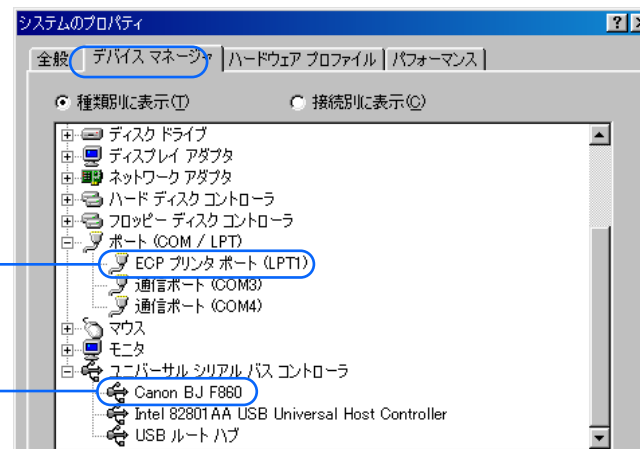 システムのプロパティ
全般 デバイス マネージャ ハードウェア プロファイル パフォーマンス
種類別に表示(T) 接続別に表示(C)
ディスク ドライブ
ディスプレイ アダプタ
ネットワーク アダプタ
ハード ディスク コントローラ
フロッピー ディスク コントローラ
ポート (COM / LPT)
ECP プリンタ ポート (LPT1)
通信ポート (COM3)
通信ポート (COM4)
マウス
モニタ
ユニバーサル シリアル バス コントローラ
Canon BJ F860
Intel 82801AA USB Universal Host Controller
USB ルート ハブ